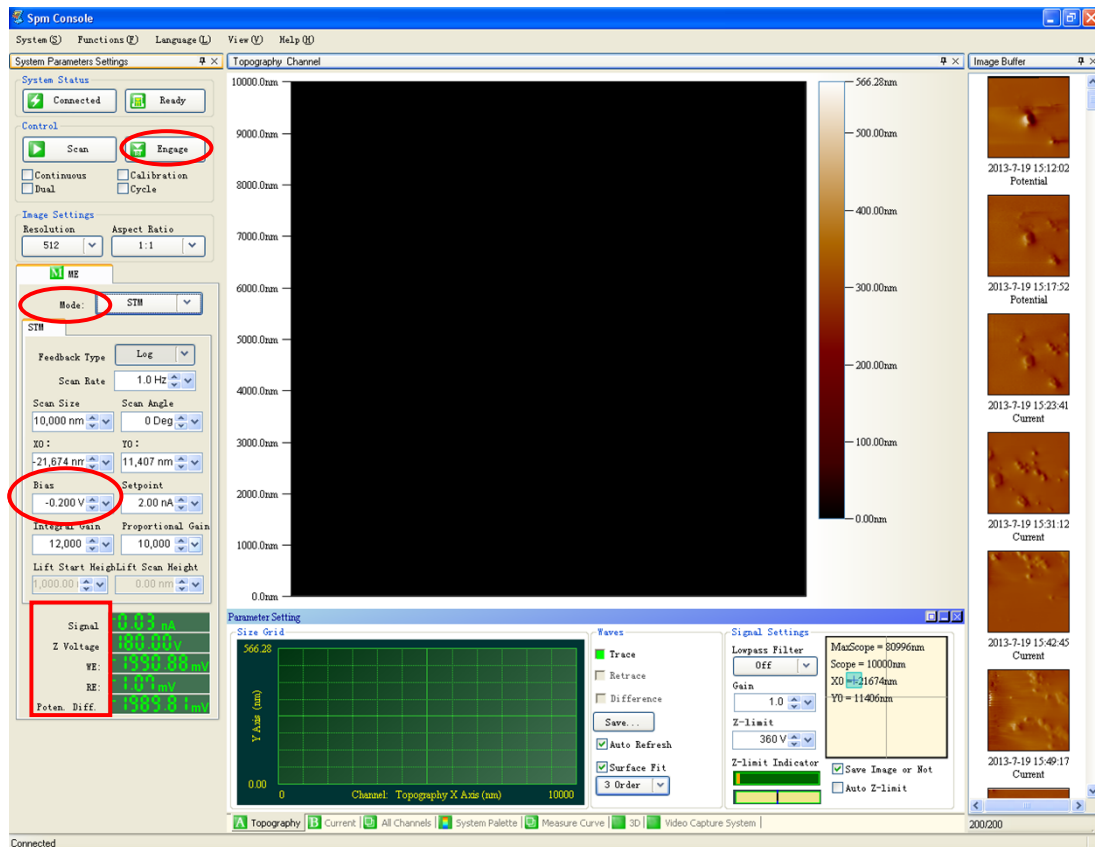 Spm Console
System(S) Functions(F) Language(L) View(V) Help(H)
System Parameters Settings
System Status
Connected Ready
Control
Scan Engage
Continuous Calibration
Dual Cycle
Image Settings
Resolution Aspect Ratio
512 1:1
M ME
Mode: STM
STM
Feedback Type Log
Scan Rate 1.0 Hz
Scan Size Scan Angle
10,000 nm 0 Deg
X0: Y0:
-21,674 nm 11,407 nm
Bias Setpoint
-0.200 V 2.00 nA
Integral Gain Proportional Gain
12,000 10,000
Lift Start Heigh Lift Scan Height
1,000.00 0.00 nm
Signal -0.03 nA
Z Voltage 180.00 v
WE: -1990.88 mV
RE: -1.07 mV
Poten. Diff. -1989.81 mV
Topography Channel
10000.0nm
9000.0nm
8000.0nm
7000.0nm
6000.0nm
5000.0nm
4000.0nm
3000.0nm
2000.0nm
1000.0nm
0.0nm
566.28nm
500.00nm
400.00nm
300.00nm
200.00nm
100.00nm
0.00nm
Parameter Setting
Size Grid
566.28
Y Axis (nm)
0.00
0 Channel: Topography X Axis (nm) 10000
Waves
Trace
Retrace
Difference
Save...
Auto Refresh
Surface Fit
3 Order
Signal Settings
Lowpass Filter
Off
Gain
1.0
Z-limit
360 V
Z-limit Indicator
MaxScope = 80996nm
Scope = 10000nm
X0 =-21674nm
Y0 = 11406nm
Save Image or Not
Auto Z-limit
A Topography B Current All Channels System Palette Measure Curve 3D Video Capture System
Image Buffer
2013-7-19 15:12:02
Potential
2013-7-19 15:17:52
Potential
2013-7-19 15:23:41
Current
2013-7-19 15:31:12
Current
2013-7-19 15:42:45
Current
2013-7-19 15:49:17
Current
200/200
Connected